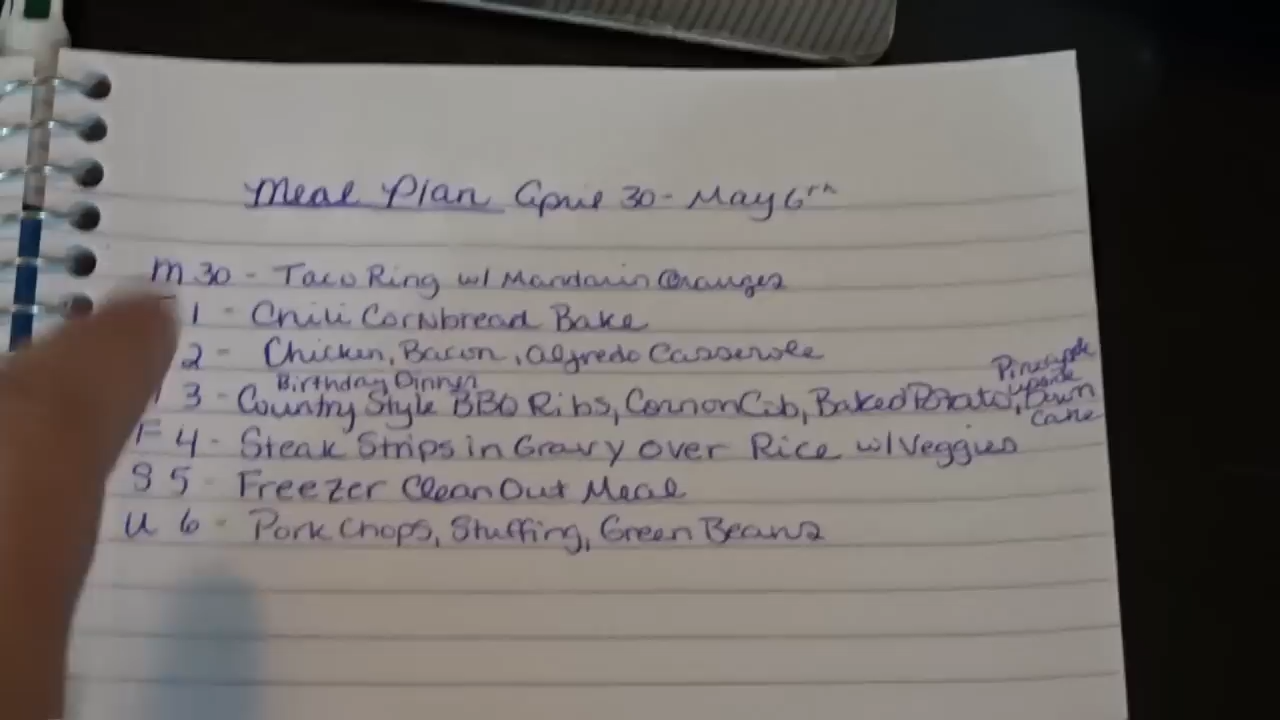 Meal Plan April 30 - May 6th
M 30 - Taco Ring w/ Mandarin Oranges
1 - Chili Cornbread Bake
2 - Chicken, Bacon, Alfredo Casserole
Birthday Dinner
3 - Country Style BBQ Ribs, Corn on Cob, Baked Potato, Pineapple Upside Down Cake
F 4 - Steak Strips in Gravy over Rice w/ Veggies
S 5 - Freezer Clean Out Meal
U 6 - Pork Chops, Stuffing, Green Beans